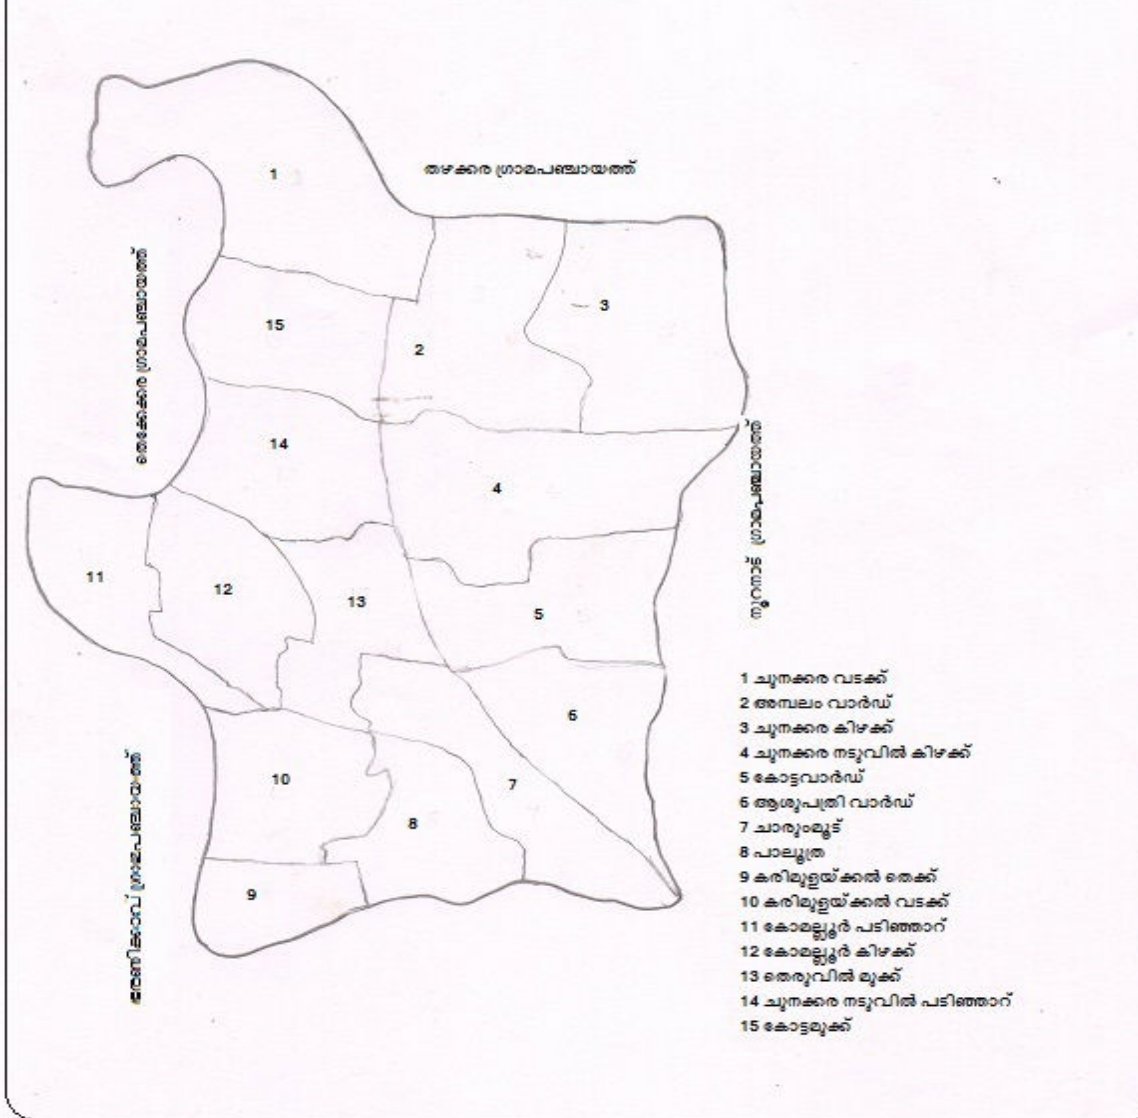 1
തഴക്കര ഗ്രാമപഞ്ചായത്ത്
തെക്കേക്കര ഗ്രാമപഞ്ചായത്ത്
3
15
2
14
4
നൂറനാട് ഗ്രാമപഞ്ചായത്ത്
11
12
13
5
6
10
7
8
9
ഭരണിക്കാവ് ഗ്രാമപഞ്ചായത്ത്
1 ചുനക്കര വടക്ക്
2 അമ്പലം വാർഡ്
3 ചുനക്കര കിഴക്ക്
4 ചുനക്കര നടുവിൽ കിഴക്ക്
5 കോട്ടവാർഡ്
6 ആശുപത്രി വാർഡ്
7 ചാരുംമൂട്
8 പാലൂത്ര
9 കരിമുളയ്ക്കൽ തെക്ക്
10 കരിമുളയ്ക്കൽ വടക്ക്
11 കോമല്ലൂർ പടിഞ്ഞാറ്
12 കോമല്ലൂർ കിഴക്ക്
13 തെരുവിൽ മുക്ക്
14 ചുനക്കര നടുവിൽ പടിഞ്ഞാറ്
15 കോട്ടമുക്ക്